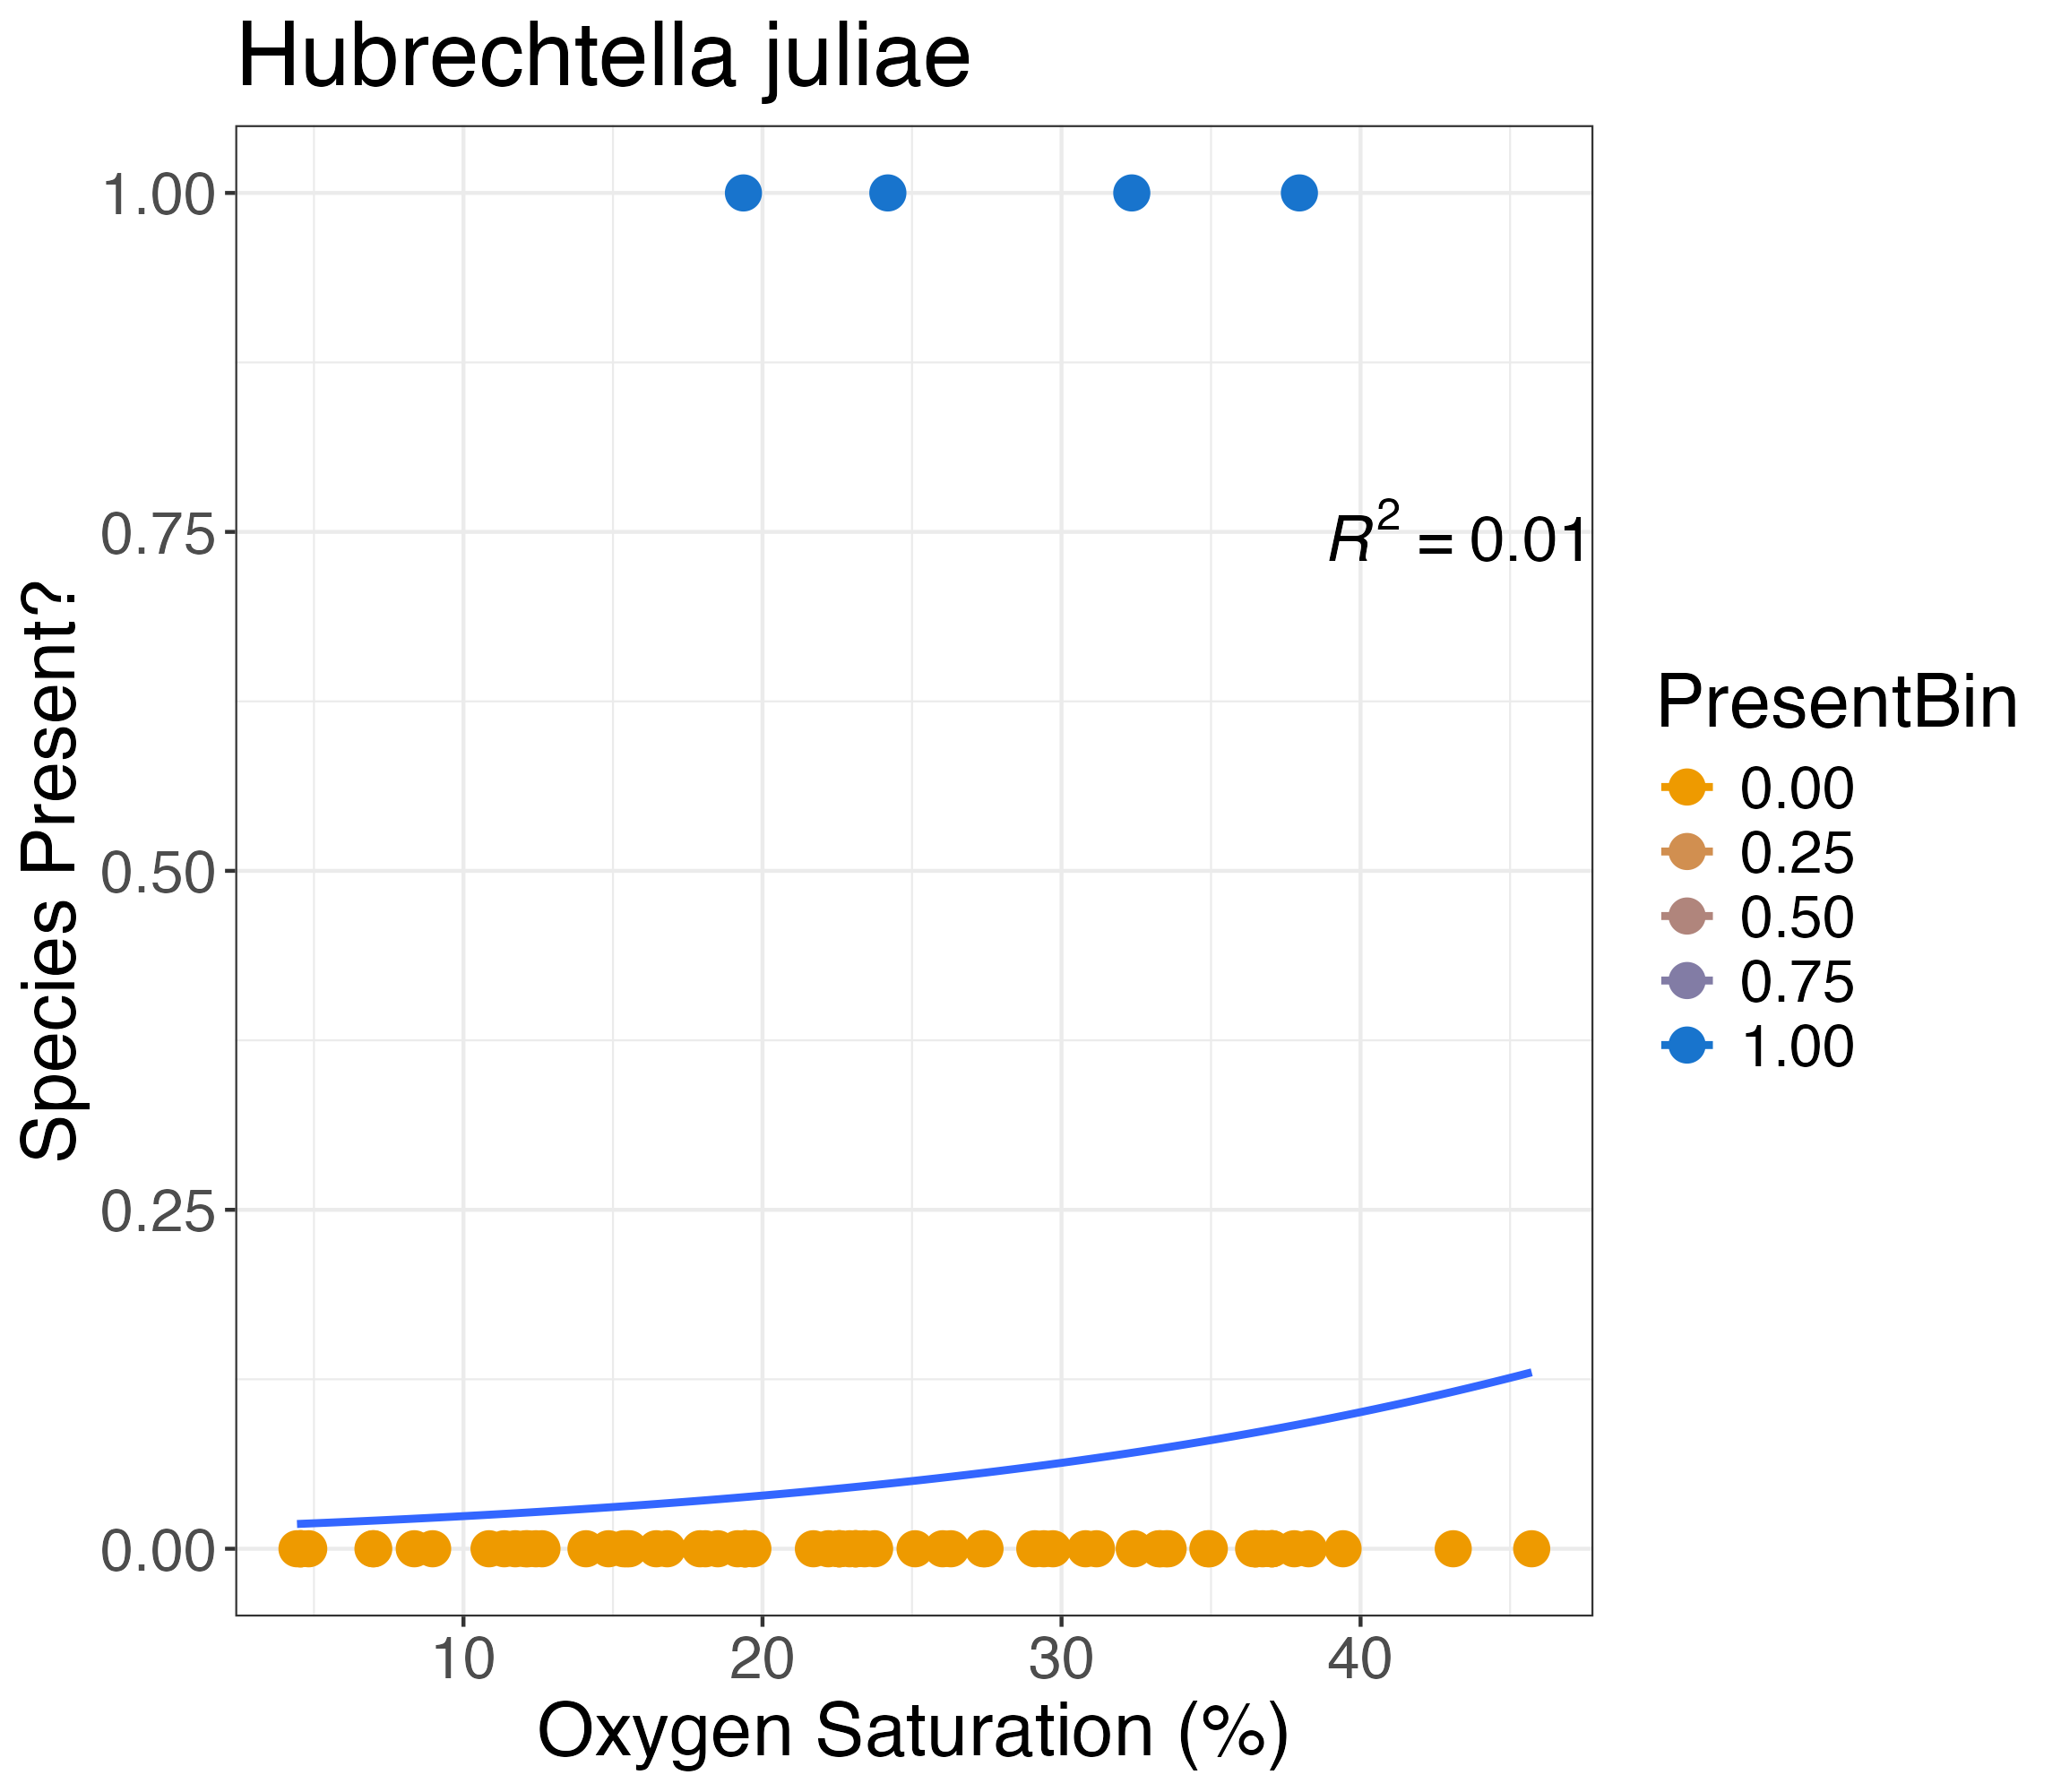 Hubrechtella juliae
1.00
0.75
0.50
0.25
0.00
Species Present?
R² = 0.01
10 20 30 40
Oxygen Saturation (%)
PresentBin
0.00
0.25
0.50
0.75
1.00